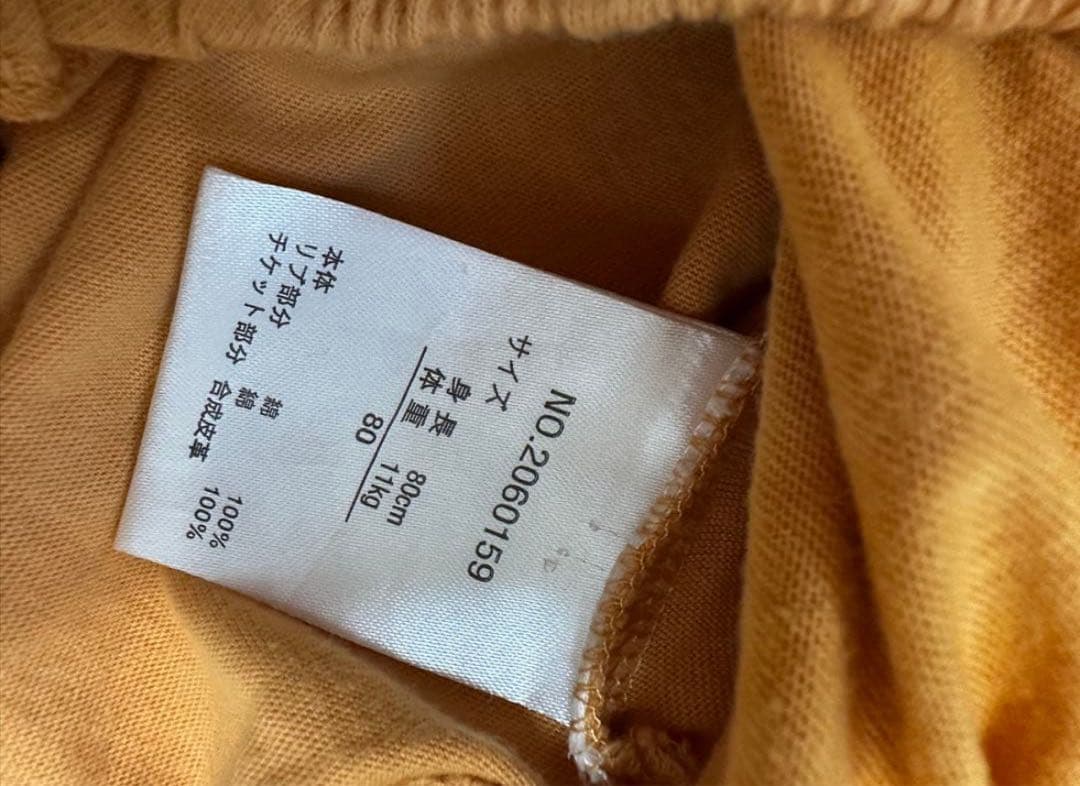 NO.2060159
サイズ
身長 80cm
体重 11kg
80
本体 綿 100%
リブ部分 綿 100%
チケット部分 合成皮革